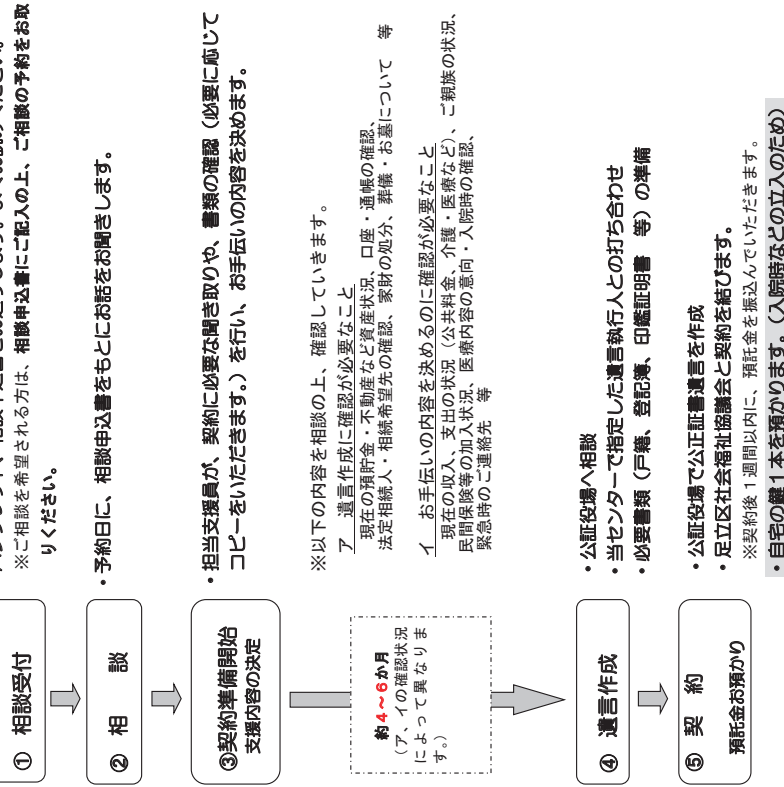 ① 相談受付
※ご相談を希望される方は、相談申込書にご記入の上、ご相談の予約をお取
りください。
② 相　談
・予約日に、相談申込書をもとにお話をお聞きします。
③契約準備開始
支援内容の決定
・担当支援員が、契約に必要な聞き取りや、書類の確認（必要に応じて
コピーをいただきます。）を行い、お手伝いの内容を決めます。
※以下の内容を相談の上、確認していきます。
ア　遺言作成に確認が必要なこと
現在の預貯金・不動産など資産状況、口座・通帳の確認、
法定相続人・相続希望先の確認、家財の処分、葬儀・お墓について　等
イ　お手伝いの内容を決めるのに確認が必要なこと
現在の収入、支出の状況（公共料金、介護・医療など）、ご親族の状況、
民間保険等の加入状況、医療内容の意向・入院時の確認、
緊急時のご連絡先　等
約４～６か月
（ア、イの確認状況
によって異なりま
す。）
④ 遺言作成
・公証役場へ相談
・当センターで指定した遺言執行人との打ち合わせ
・必要書類（戸籍、登記簿、印鑑証明書　等）の準備
⑤ 契　約
預託金お預かり
・公証役場で公正証書遺言を作成
・足立区社会福祉協議会と契約を結びます。
※契約後１週間以内に、預託金を振込んでいただきます。
・自宅の鍵１本を預かります。（入院時などの立入のため）